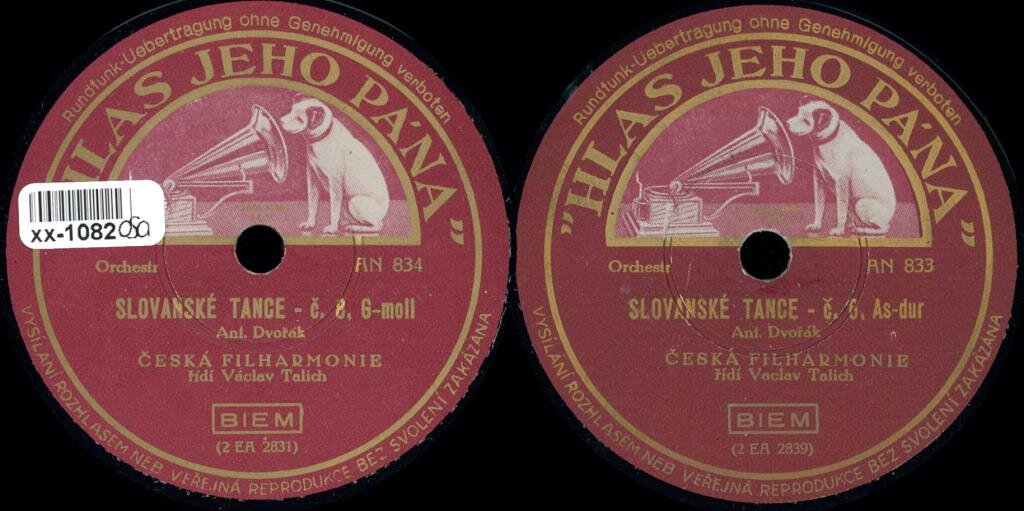 Rundfunk-Uebertragung ohne Genehmigung verboten
HLAS JEHO PÁNA"
xx-1082
Orchestr AN 834
SLOVANSKÉ TANCE - č. 8, G-moll
Ant. Dvořák
ČESKÁ FILHARMONIE
řídí Václav Talich
BIEM
(2 EA 2831)
VYSÍLÁNÍ ROZHLASEM NEB VEŘEJNÁ REPRODUKCE BEZ SVOLENÍ ZAKÁZÁNA
Rundfunk-Uebertragung ohne Genehmigung verboten
"HLAS JEHO PÁNA"
Orchestr AN 833
SLOVANSKÉ TANCE - č. 6, As-dur
Ant. Dvořák
ČESKÁ FILHARMONIE
řídí Vaclav Talich
BIEM
(2 EA 2839)
VYSÍLÁNÍ ROZHLASEM NEB VEŘEJNÁ REPRODUKCE BEZ SVOLENÍ ZAKÁZÁNA